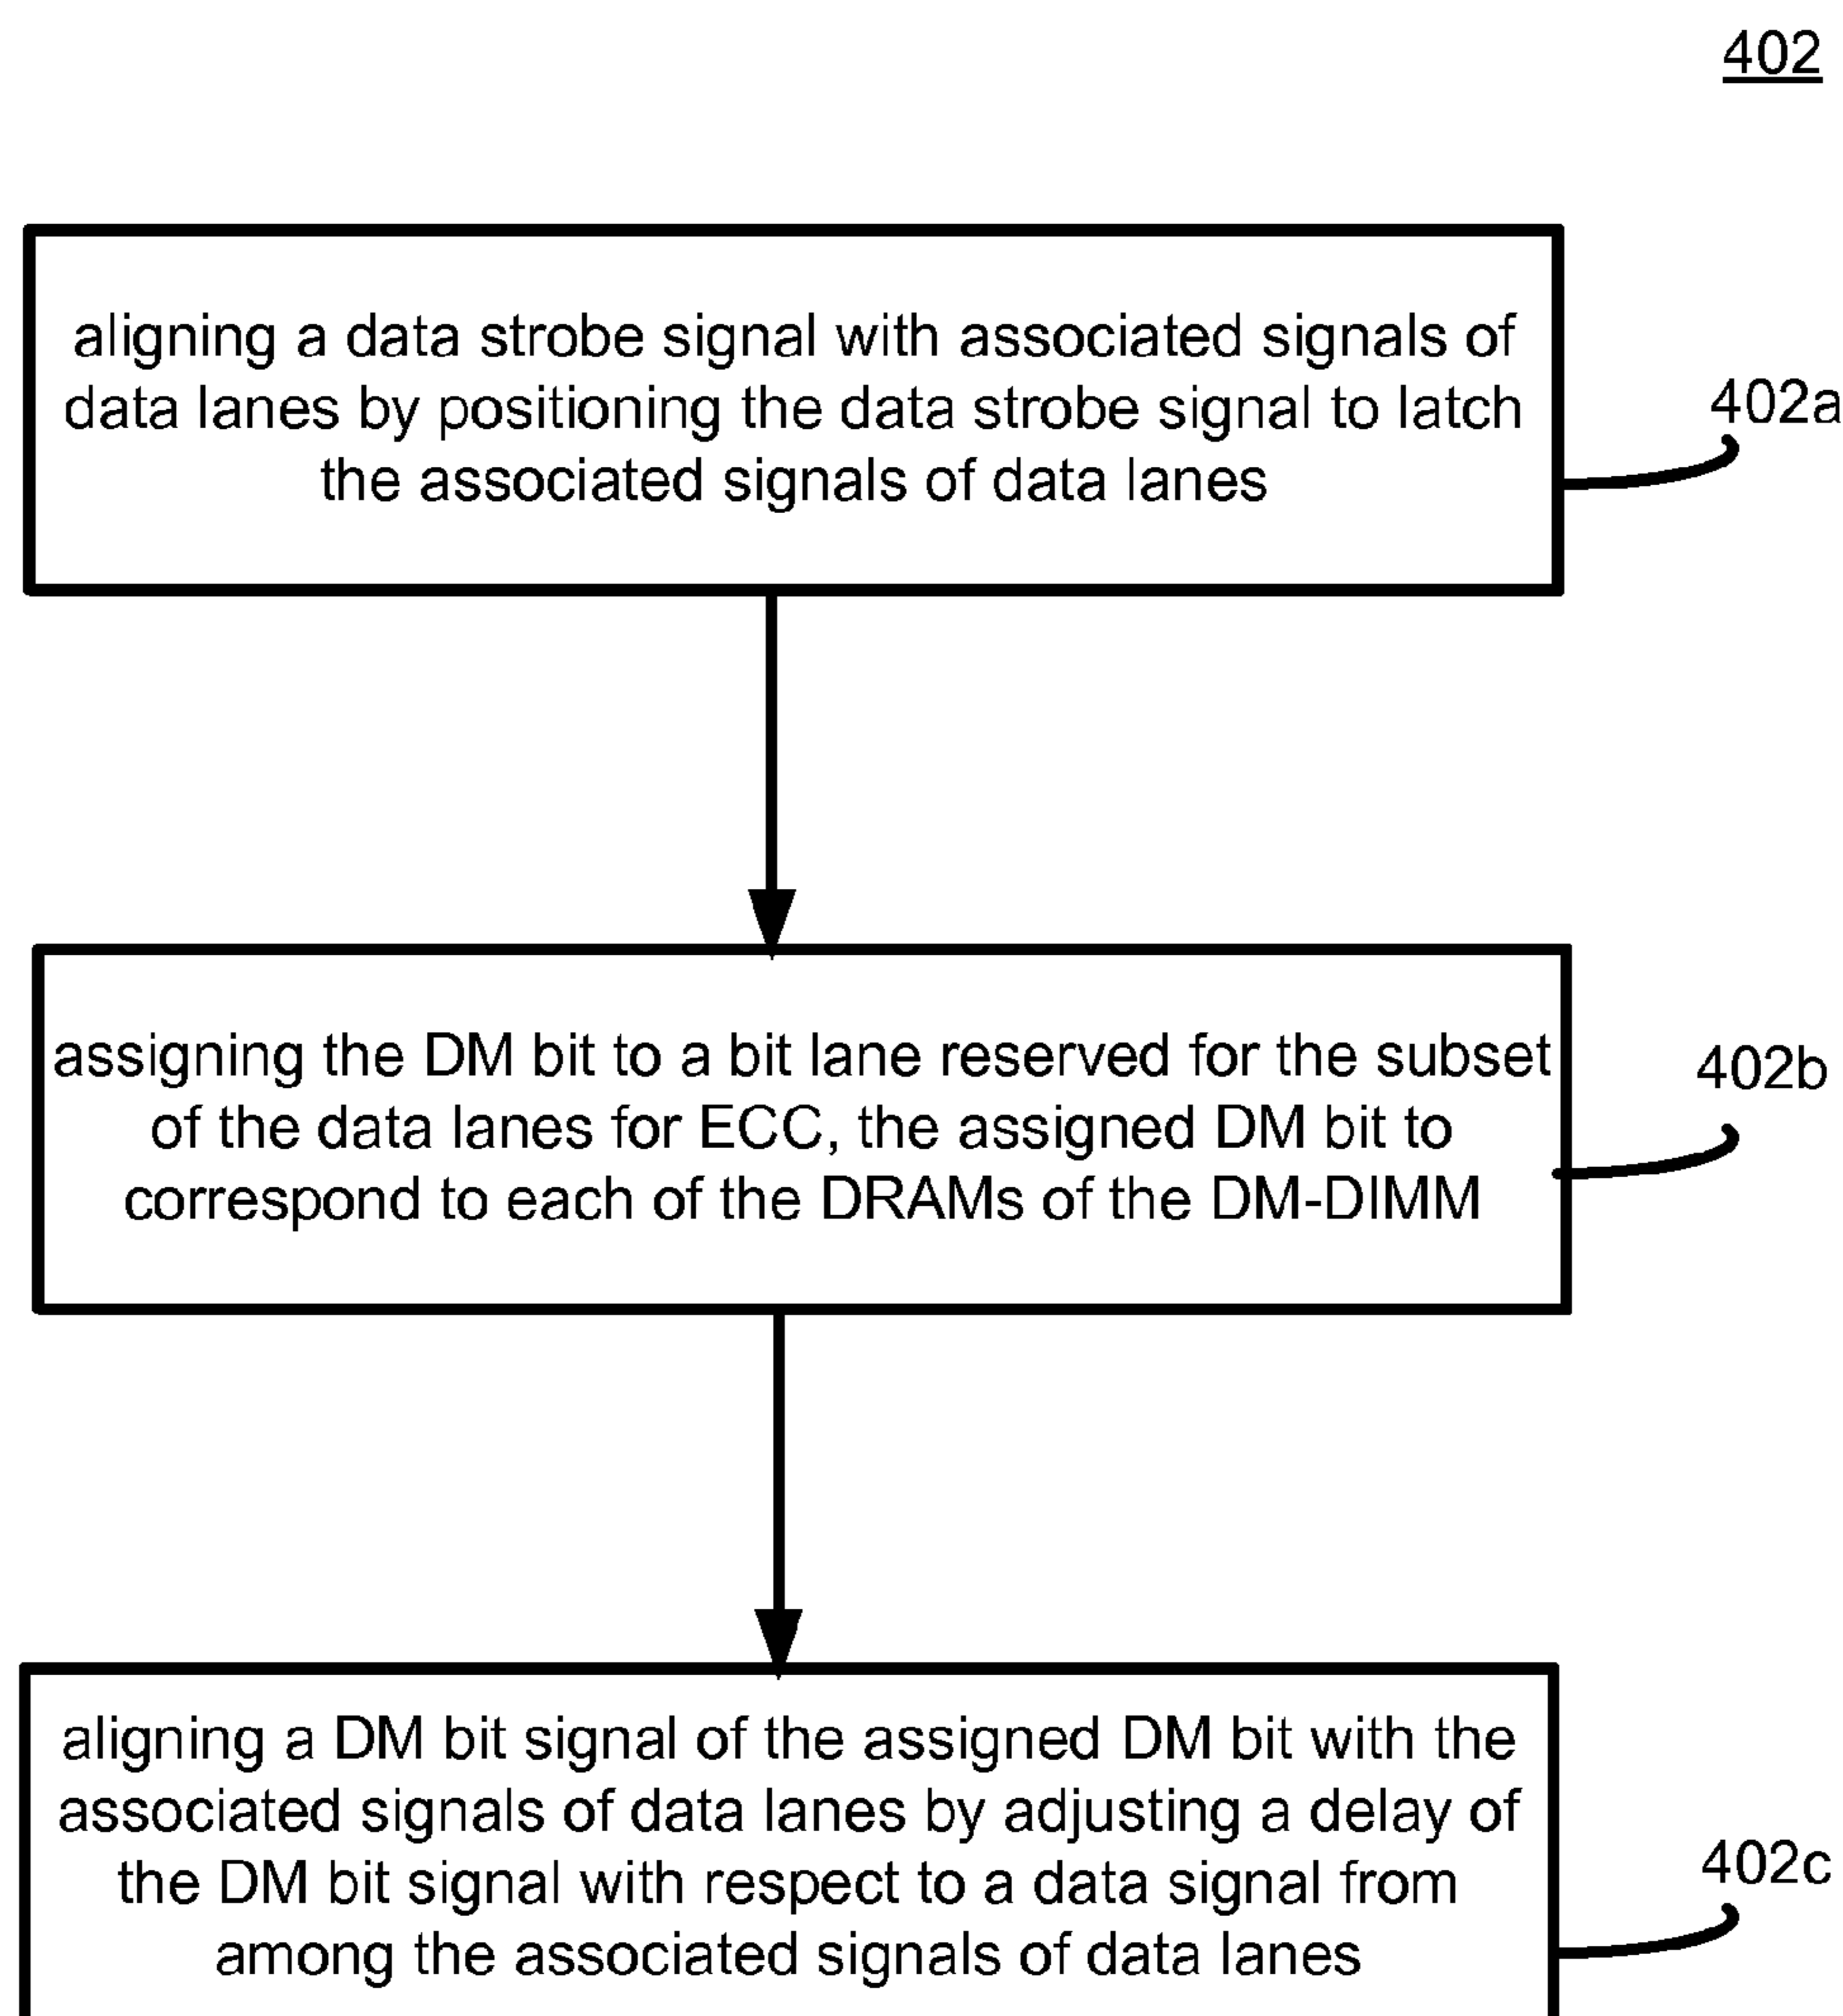 402
aligning a data strobe signal with associated signals of
data lanes by positioning the data strobe signal to latch
the associated signals of data lanes
402a
assigning the DM bit to a bit lane reserved for the subset
of the data lanes for ECC, the assigned DM bit to
correspond to each of the DRAMs of the DM-DIMM
402b
aligning a DM bit signal of the assigned DM bit with the
associated signals of data lanes by adjusting a delay of
the DM bit signal with respect to a data signal from
among the associated signals of data lanes
402c